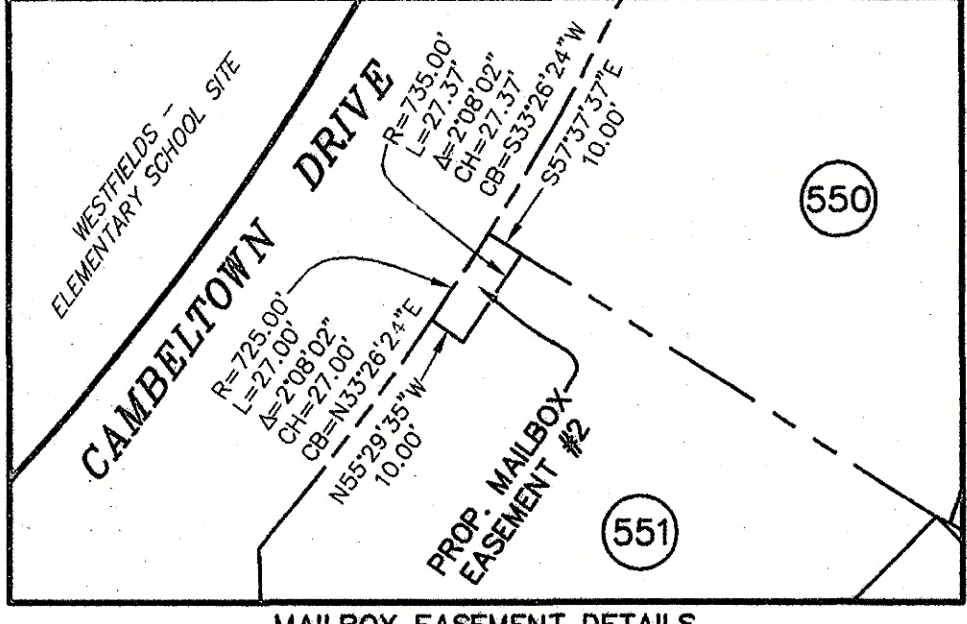 WESTFIELDS –
ELEMENTARY SCHOOL SITE
CAMBELTOWN DRIVE
R=735.00'
L=27.37'
Δ=2°08'02"
CH=27.37'
CB=S33°26'24"W
S57°37'37"E
10.00'
550
R=725.00'
L=27.00'
Δ=2°08'02"
CH=27.00'
CB=N33°26'24"E
N55°29'35"W
10.00'
PROP. MAILBOX
EASEMENT #2
551
MAILBOX EASEMENT DETAILS